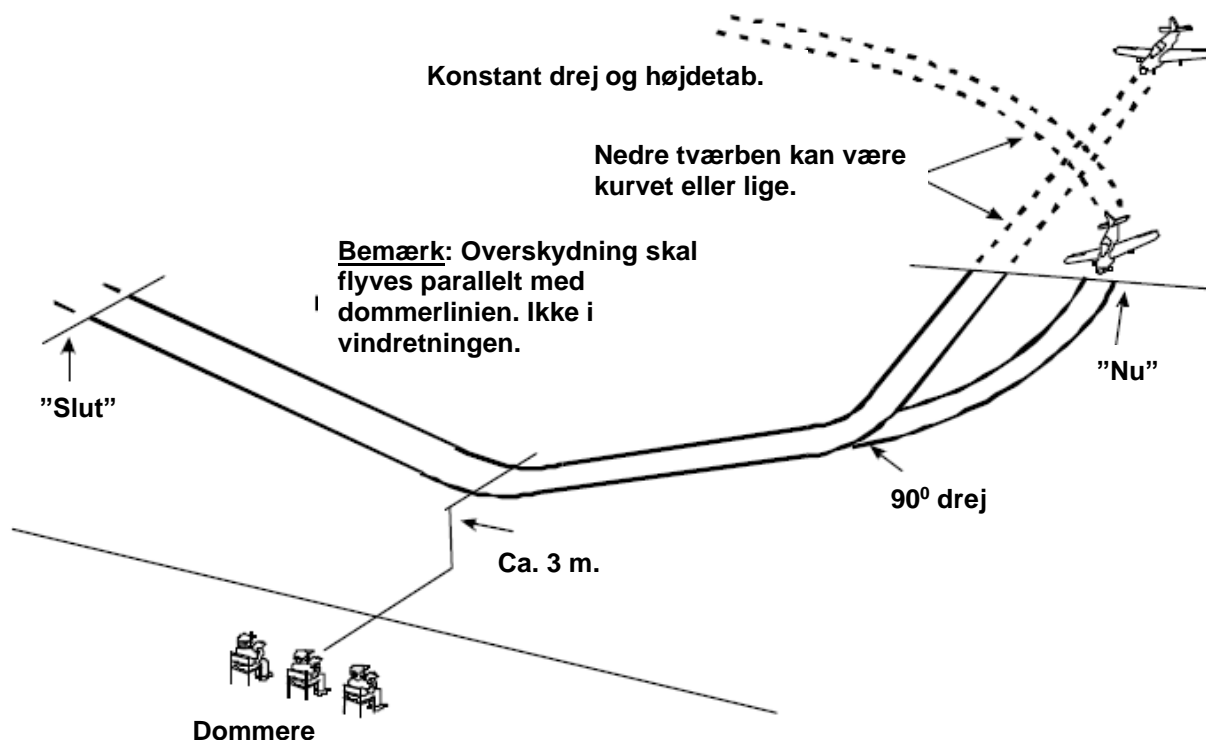 Konstant drej og højdetab.
Nedre tværben kan være
kurvet eller lige.
Bemærk: Overskydning skal
flyves parallelt med
dommerlinien. Ikke i
vindretningen.
”Nu”
”Slut”
90⁰ drej
Ca. 3 m.
Dommere